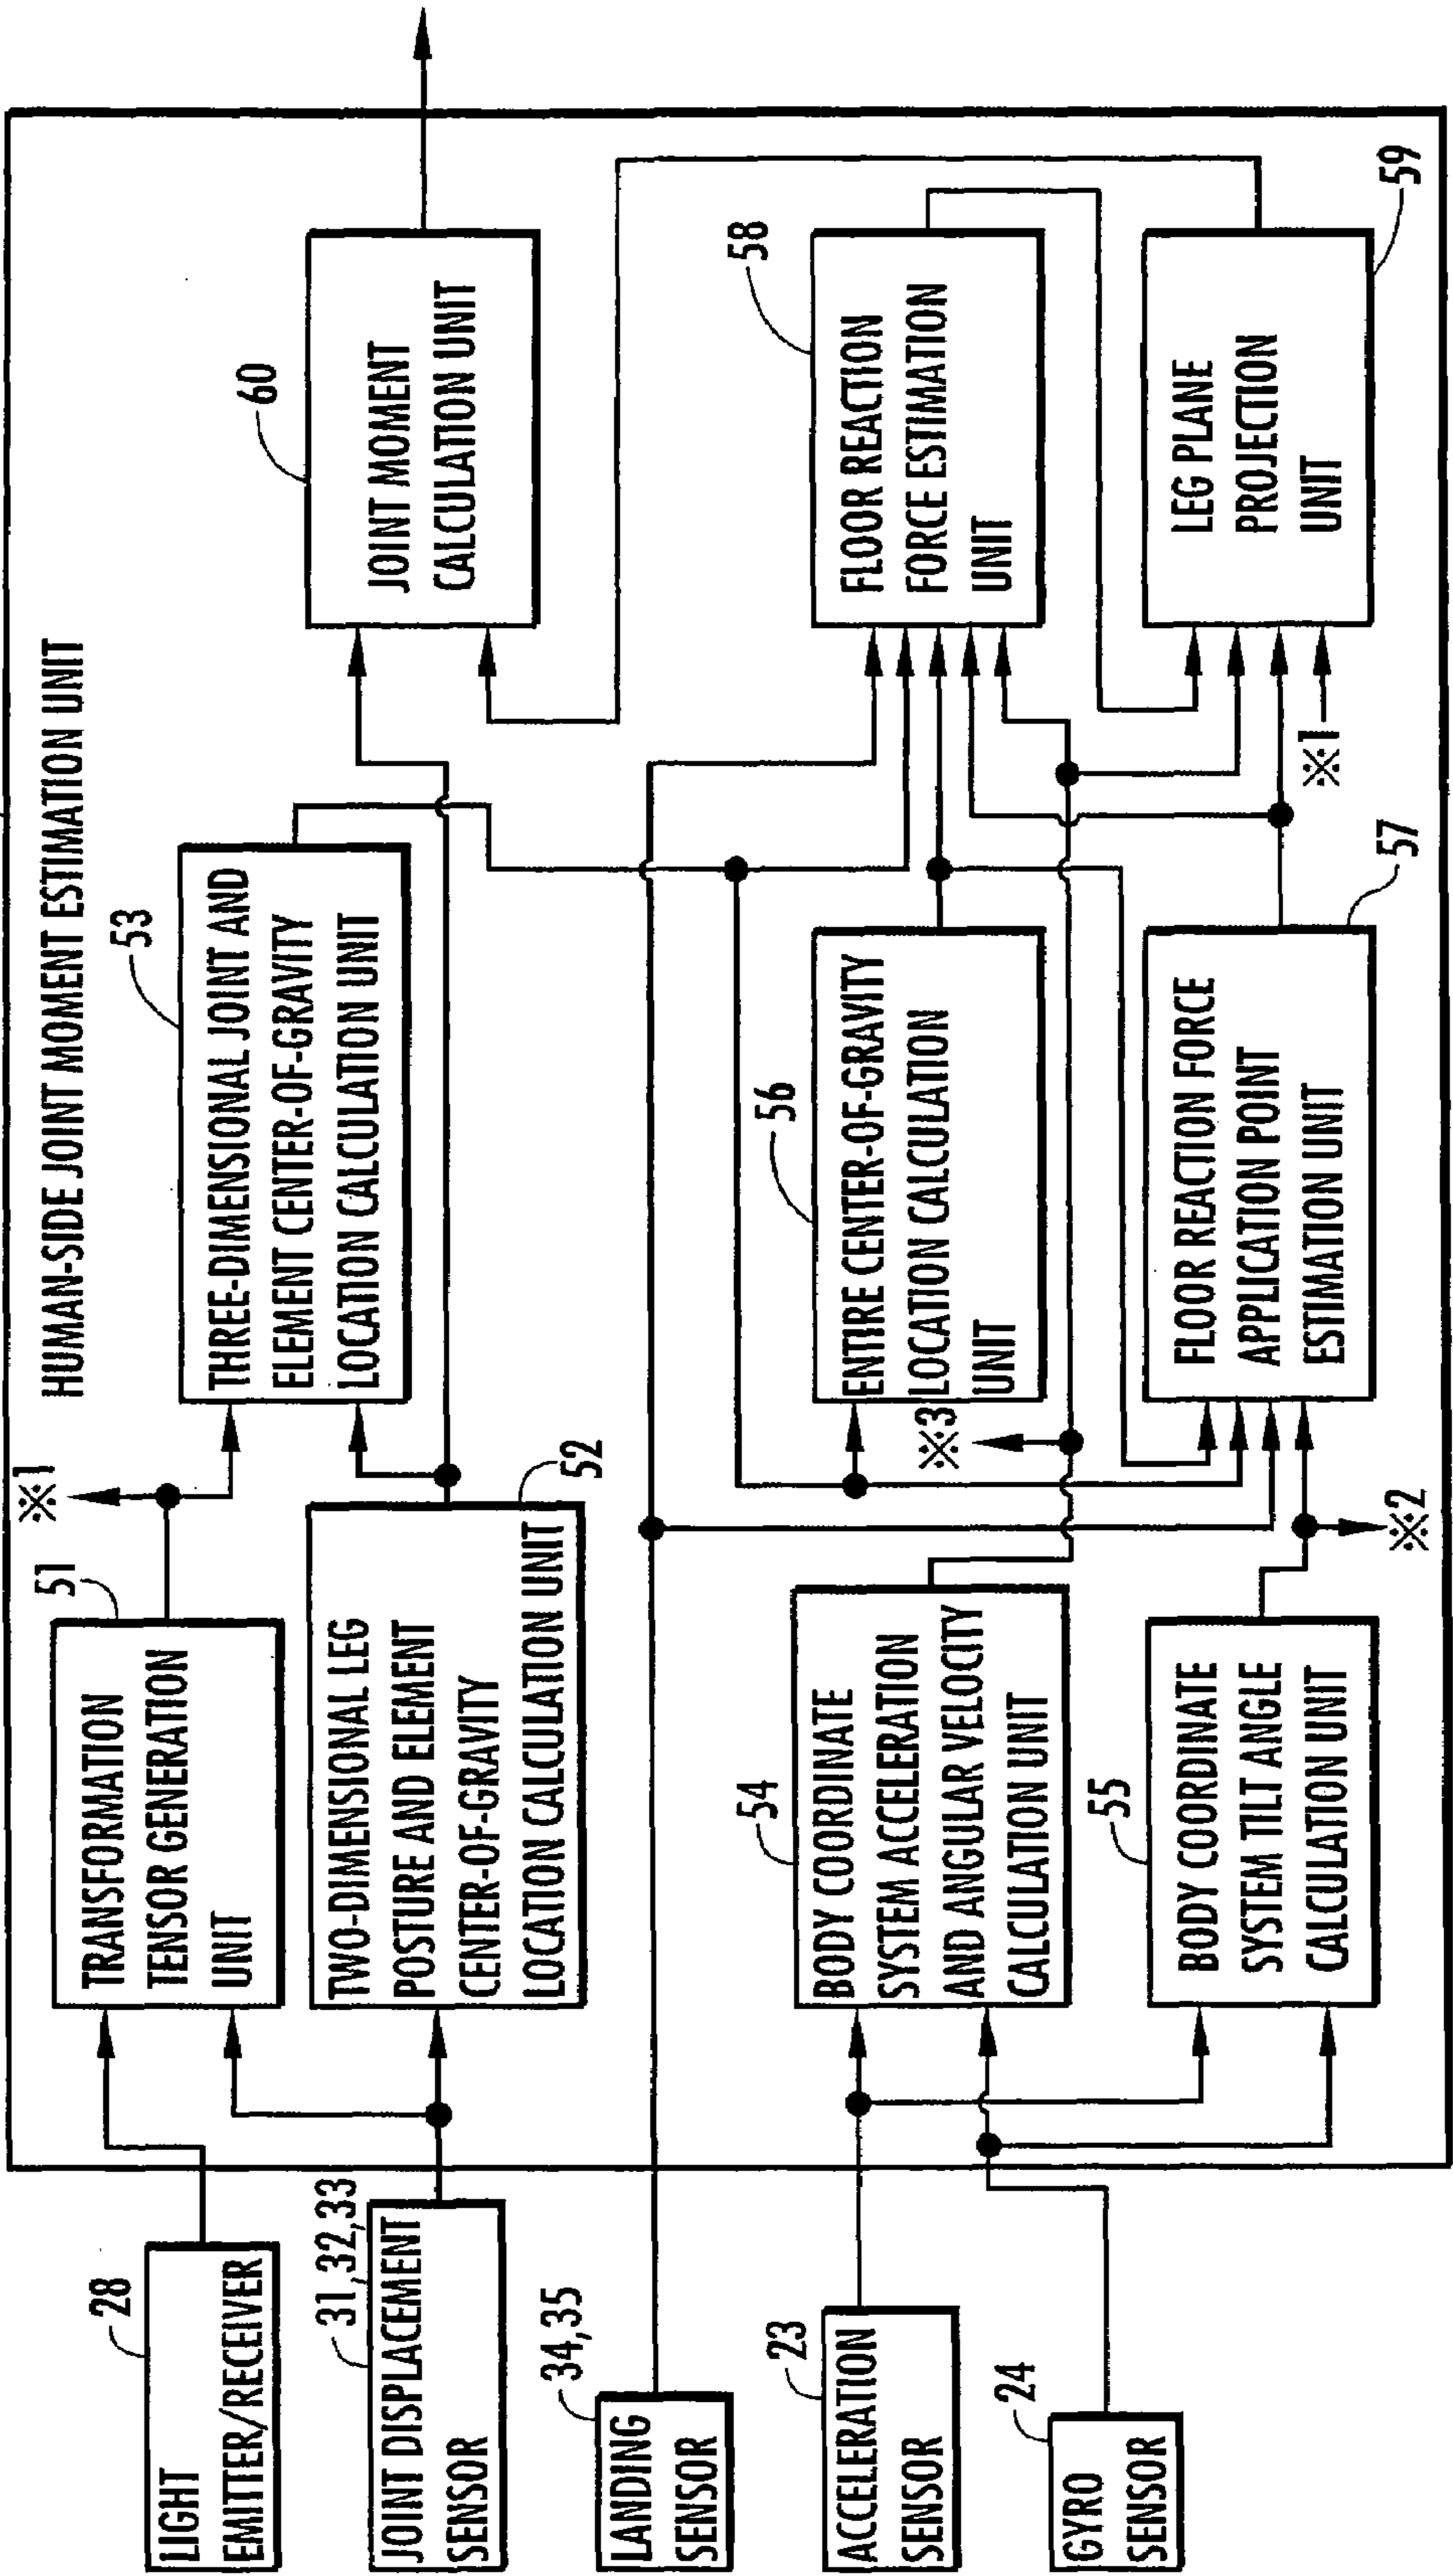 HUMAN-SIDE JOINT MOMENT ESTIMATION UNIT
28
LIGHT
EMITTER/RECEIVER
31,32,33
JOINT DISPLACEMENT
SENSOR
34,35
LANDING
SENSOR
23
ACCELERATION
SENSOR
24
GYRO
SENSOR
※1
51
TRANSFORMATION
TENSOR GENERATION
UNIT
52
TWO-DIMENSIONAL LEG
POSTURE AND ELEMENT
CENTER-OF-GRAVITY
LOCATION CALCULATION UNIT
54
BODY COORDINATE
SYSTEM ACCELERATION
AND ANGULAR VELOCITY
CALCULATION UNIT
55
BODY COORDINATE
SYSTEM TILT ANGLE
CALCULATION UNIT
※2
※3
53
THREE-DIMENSIONAL JOINT AND
ELEMENT CENTER-OF-GRAVITY
LOCATION CALCULATION UNIT
56
ENTIRE CENTER-OF-GRAVITY
LOCATION CALCULATION
UNIT
57
FLOOR REACTION FORCE
APPLICATION POINT
ESTIMATION UNIT
60
JOINT MOMENT
CALCULATION UNIT
58
FLOOR REACTION
FORCE ESTIMATION
UNIT
※1
59
LEG PLANE
PROJECTION
UNIT